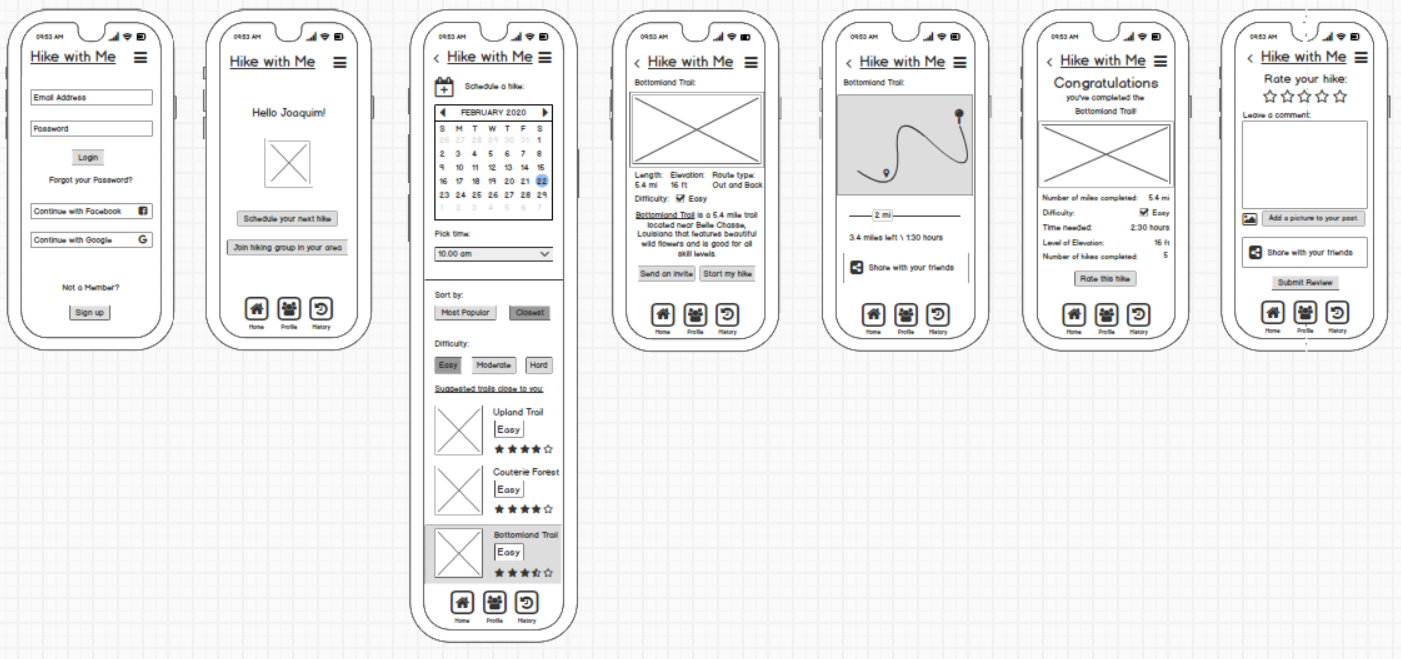 09:53 AM
Hike with Me
Email Address
Password
Login
Forgot your Password?
Continue with Facebook
Continue with Google G
Not a Member?
Sign up
09:53 AM
Hike with Me
Hello Joaquim!
Schedule your next hike
Join hiking group in your area
Home Profile History
09:53 AM
< Hike with Me
Schedule a hike:
FEBRUARY 2020
S M T W T F S
26 27 28 29 30 31 1
2 3 4 5 6 7 8
9 10 11 12 13 14 15
16 17 18 19 20 21 22
23 24 25 26 27 28 29
1 2 3 4 5 6 7
Pick time:
10:00 am
Sort by:
Most Popular Closest
Difficulty:
Easy Moderate Hard
Suggested trails close to you:
Upland Trail
Easy
Couterie Forest
Easy
Bottomland Trail
Easy
Home Profile History
09:53 AM
< Hike with Me
Bottomland Trail:
Length: Elevation: Route type:
5.4 mi 16 ft Out and Back
Difficulty: Easy
Bottomland Trail is a 5.4 mile trail
located near Belle Chasse,
Louisiana that features beautiful
wild flowers and is good for all
skill levels.
Send an invite Start my hike
Home Profile History
09:53 AM
< Hike with Me
Bottomland Trail:
2 mi
3.4 miles left \ 1:30 hours
Share with your friends
Home Profile History
09:53 AM
< Hike with Me
Congratulations
you've completed the
Bottomland Trail!
Number of miles completed: 5.4 mi
Difficulty: Easy
Time needed: 2:30 hours
Level of Elevation: 16 ft
Number of hikes completed: 5
Rate this hike
Home Profile History
09:53 AM
< Hike with Me
Rate your hike:
Leave a comment:
Add a picture to your post.
Share with your friends
Submit Review
Home Profile History